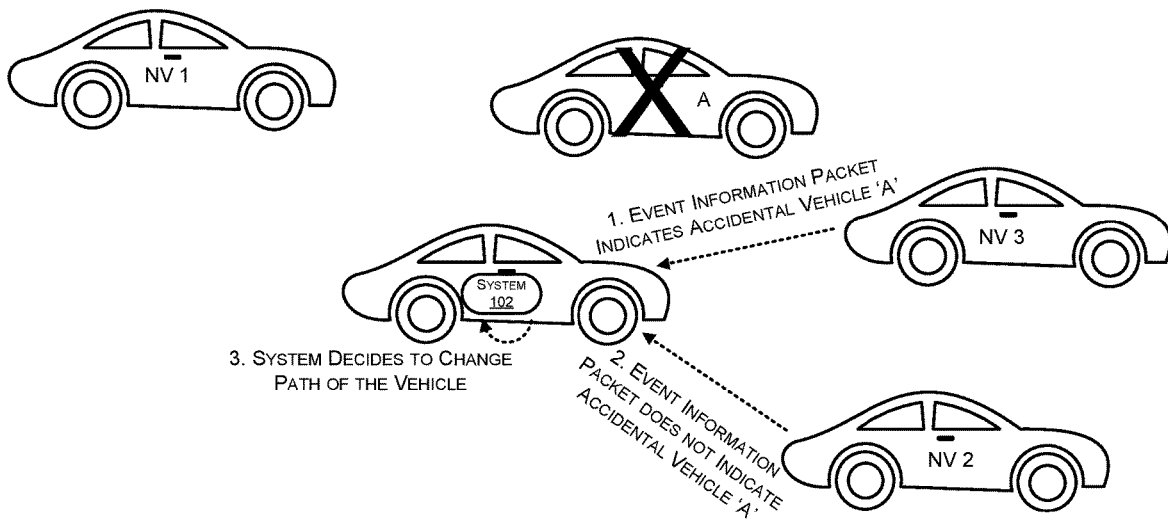 NV 1
A
1. EVENT INFORMATION PACKET
INDICATES ACCIDENTAL VEHICLE 'A'
NV 3
SYSTEM
102
3. SYSTEM DECIDES TO CHANGE
PATH OF THE VEHICLE
2. EVENT INFORMATION
PACKET DOES NOT INDICATE
ACCIDENTAL VEHICLE 'A'
NV 2